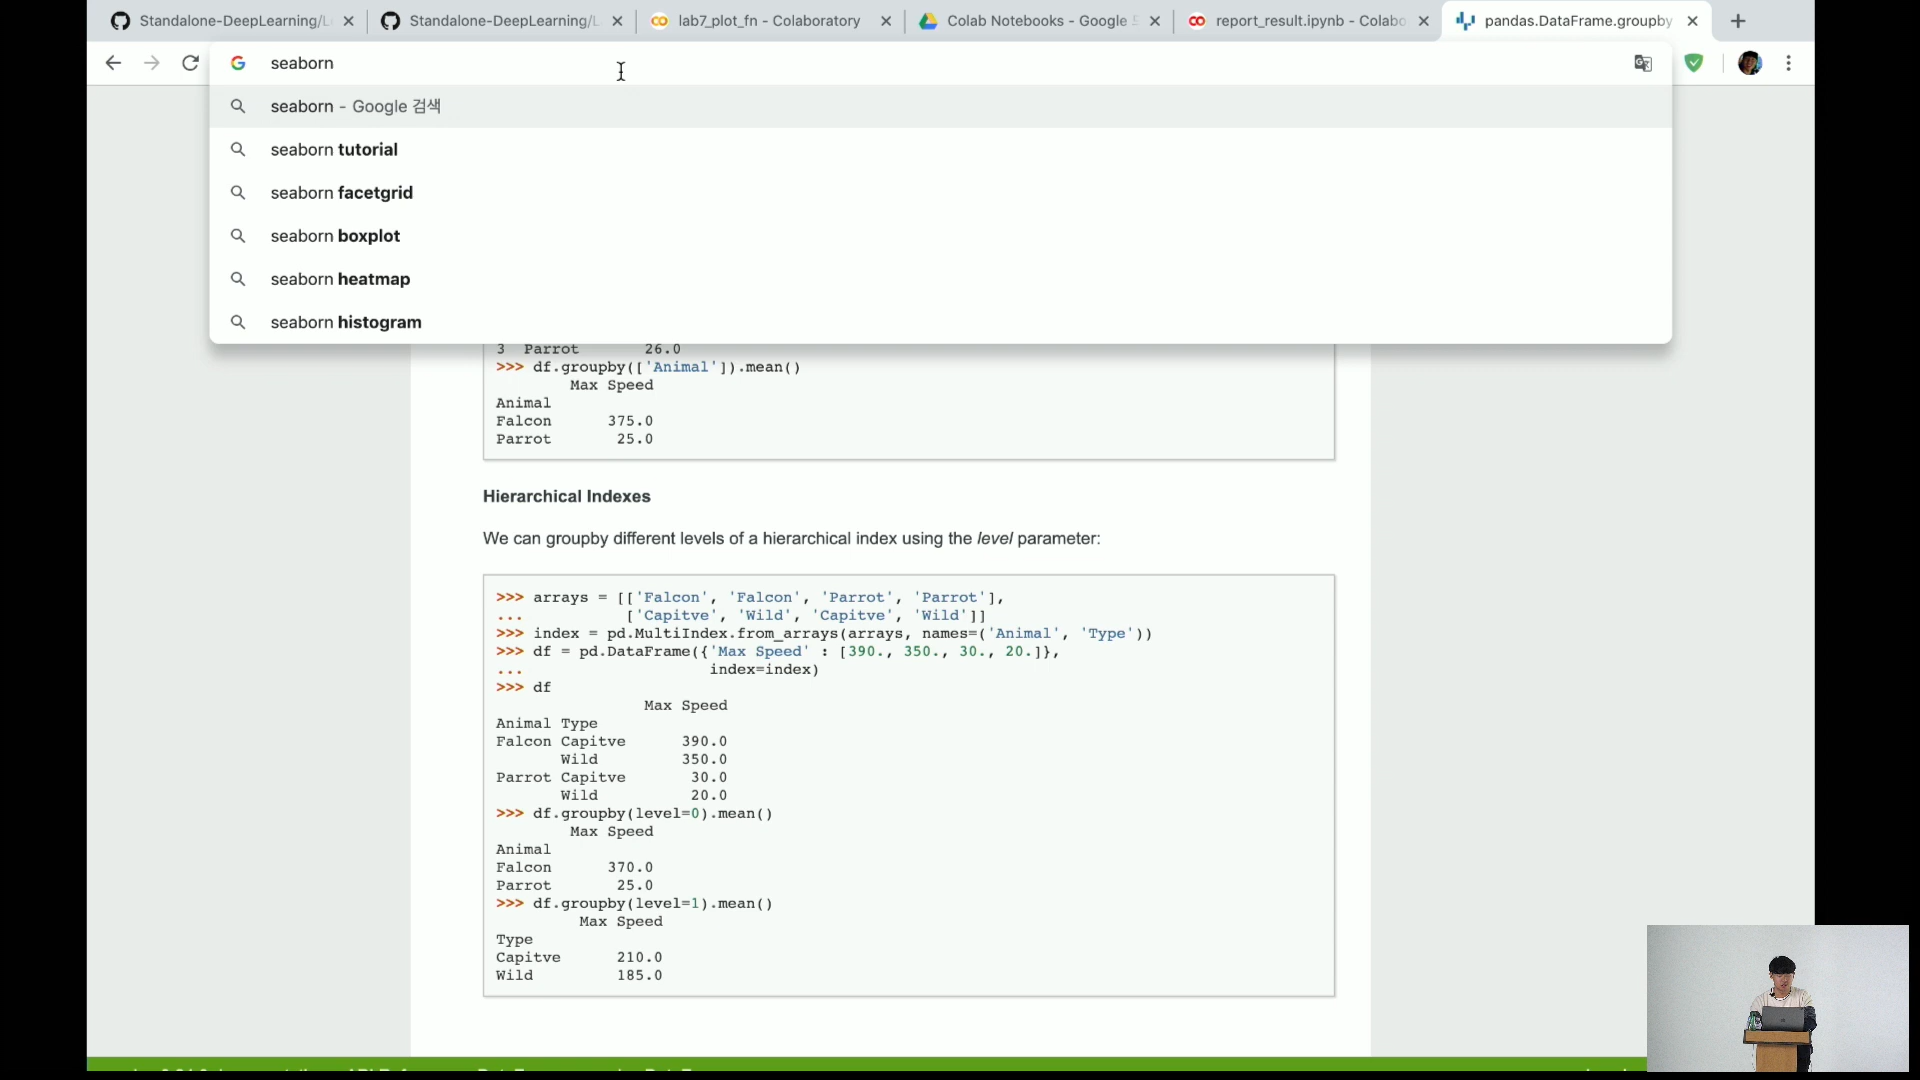 Standalone-DeepLearning/L
Standalone-DeepLearning/L
lab7_plot_fn - Colaboratory
Colab Notebooks - Google
report_result.ipynb - Colabo
pandas.DataFrame.groupby
seaborn
seaborn - Google 검색
seaborn tutorial
seaborn facetgrid
seaborn boxplot
seaborn heatmap
seaborn histogram
3 Parrot 26.0
>>> df.groupby(['Animal']).mean()
Max Speed
Animal
Falcon 375.0
Parrot 25.0
Hierarchical Indexes
We can groupby different levels of a hierarchical index using the level parameter:
>>> arrays = [['Falcon', 'Falcon', 'Parrot', 'Parrot'],
... ['Capitve', 'Wild', 'Capitve', 'Wild']]
>>> index = pd.MultiIndex.from_arrays(arrays, names=('Animal', 'Type'))
>>> df = pd.DataFrame({'Max Speed' : [390., 350., 30., 20.]},
... index=index)
>>> df
Max Speed
Animal Type
Falcon Capitve 390.0
Wild 350.0
Parrot Capitve 30.0
Wild 20.0
>>> df.groupby(level=0).mean()
Max Speed
Animal
Falcon 370.0
Parrot 25.0
>>> df.groupby(level=1).mean()
Max Speed
Type
Capitve 210.0
Wild 185.0